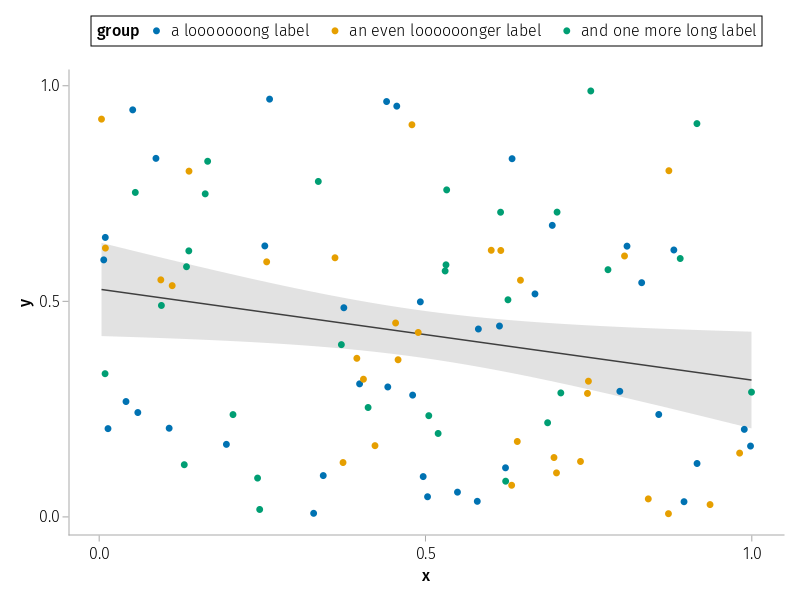 group a looooooong label an even loooooonger label and one more long label
1.0
y 0.5
0.0
0.0 0.5 1.0
x